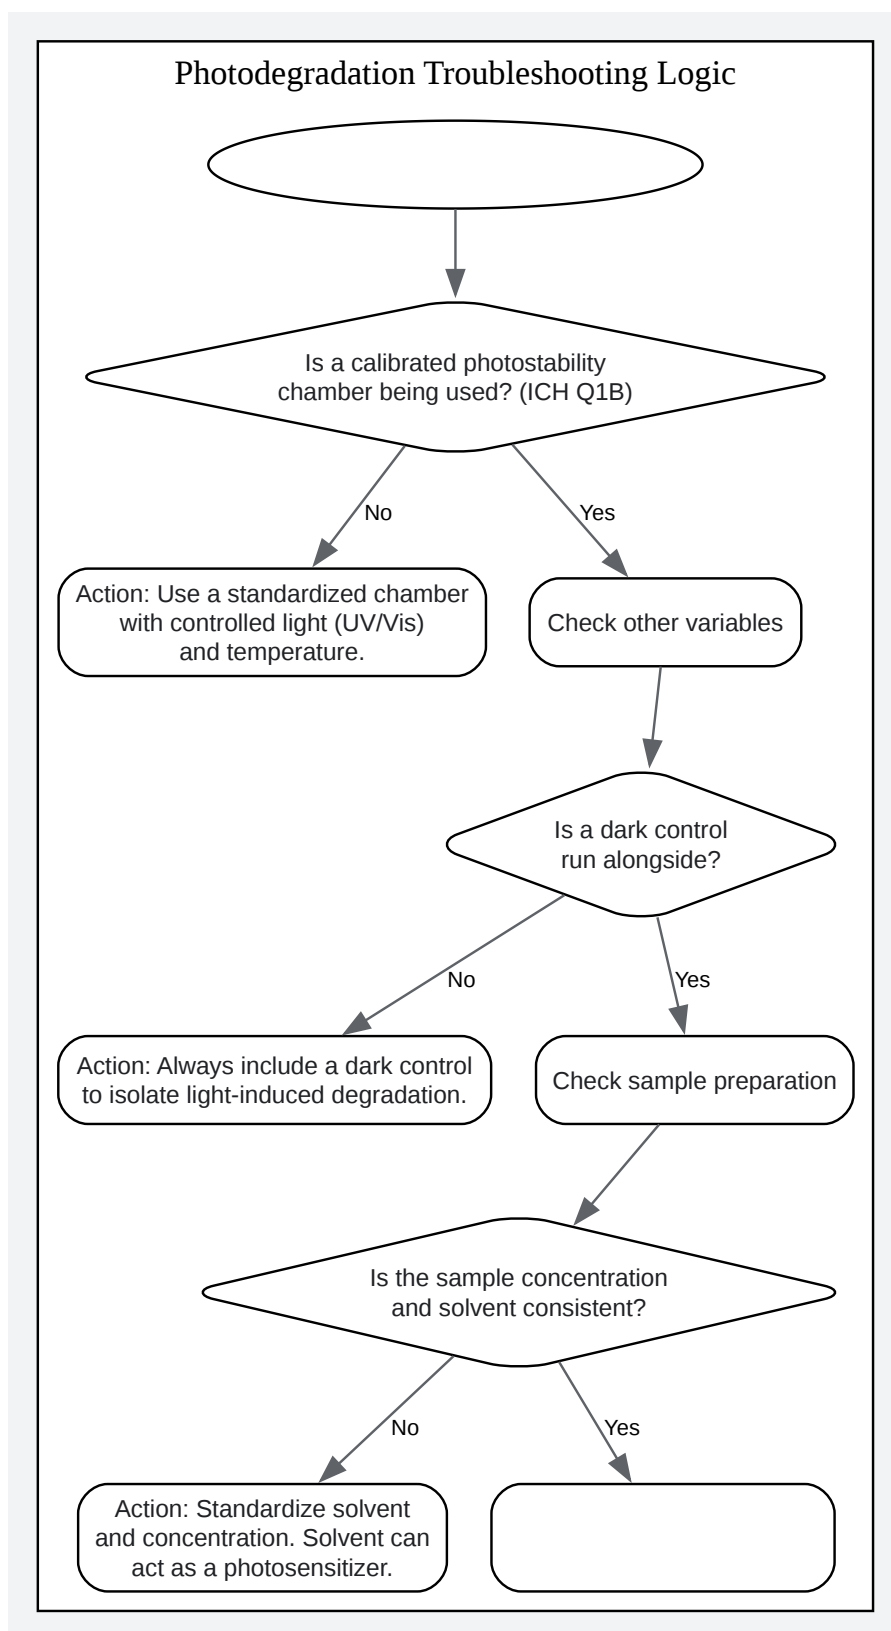 Photodegradation Troubleshooting Logic
Is a calibrated photostability
chamber being used? (ICH Q1B)
No
Yes
Action: Use a standardized chamber
with controlled light (UV/Vis)
and temperature.
Check other variables
Is a dark control
run alongside?
No
Yes
Action: Always include a dark control
to isolate light-induced degradation.
Check sample preparation
Is the sample concentration
and solvent consistent?
No
Yes
Action: Standardize solvent
and concentration. Solvent can
act as a photosensitizer.